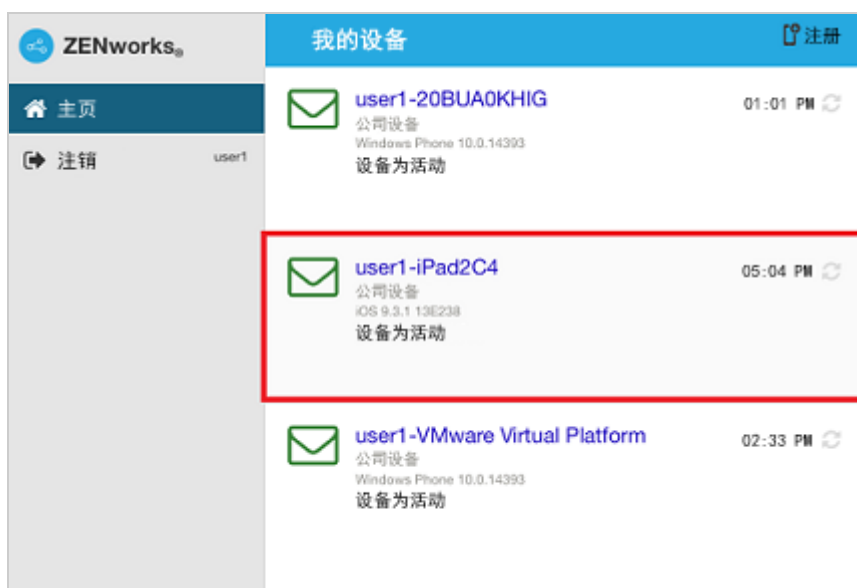 ZENworks®
我的设备
注册
主页
注销 user1
user1-20BUA0KHIG 01:01 PM
公司设备
Windows Phone 10.0.14393
设备为活动
user1-iPad2C4 05:04 PM
公司设备
iOS 9.3.1 13E238
设备为活动
user1-VMware Virtual Platform 02:33 PM
公司设备
Windows Phone 10.0.14393
设备为活动